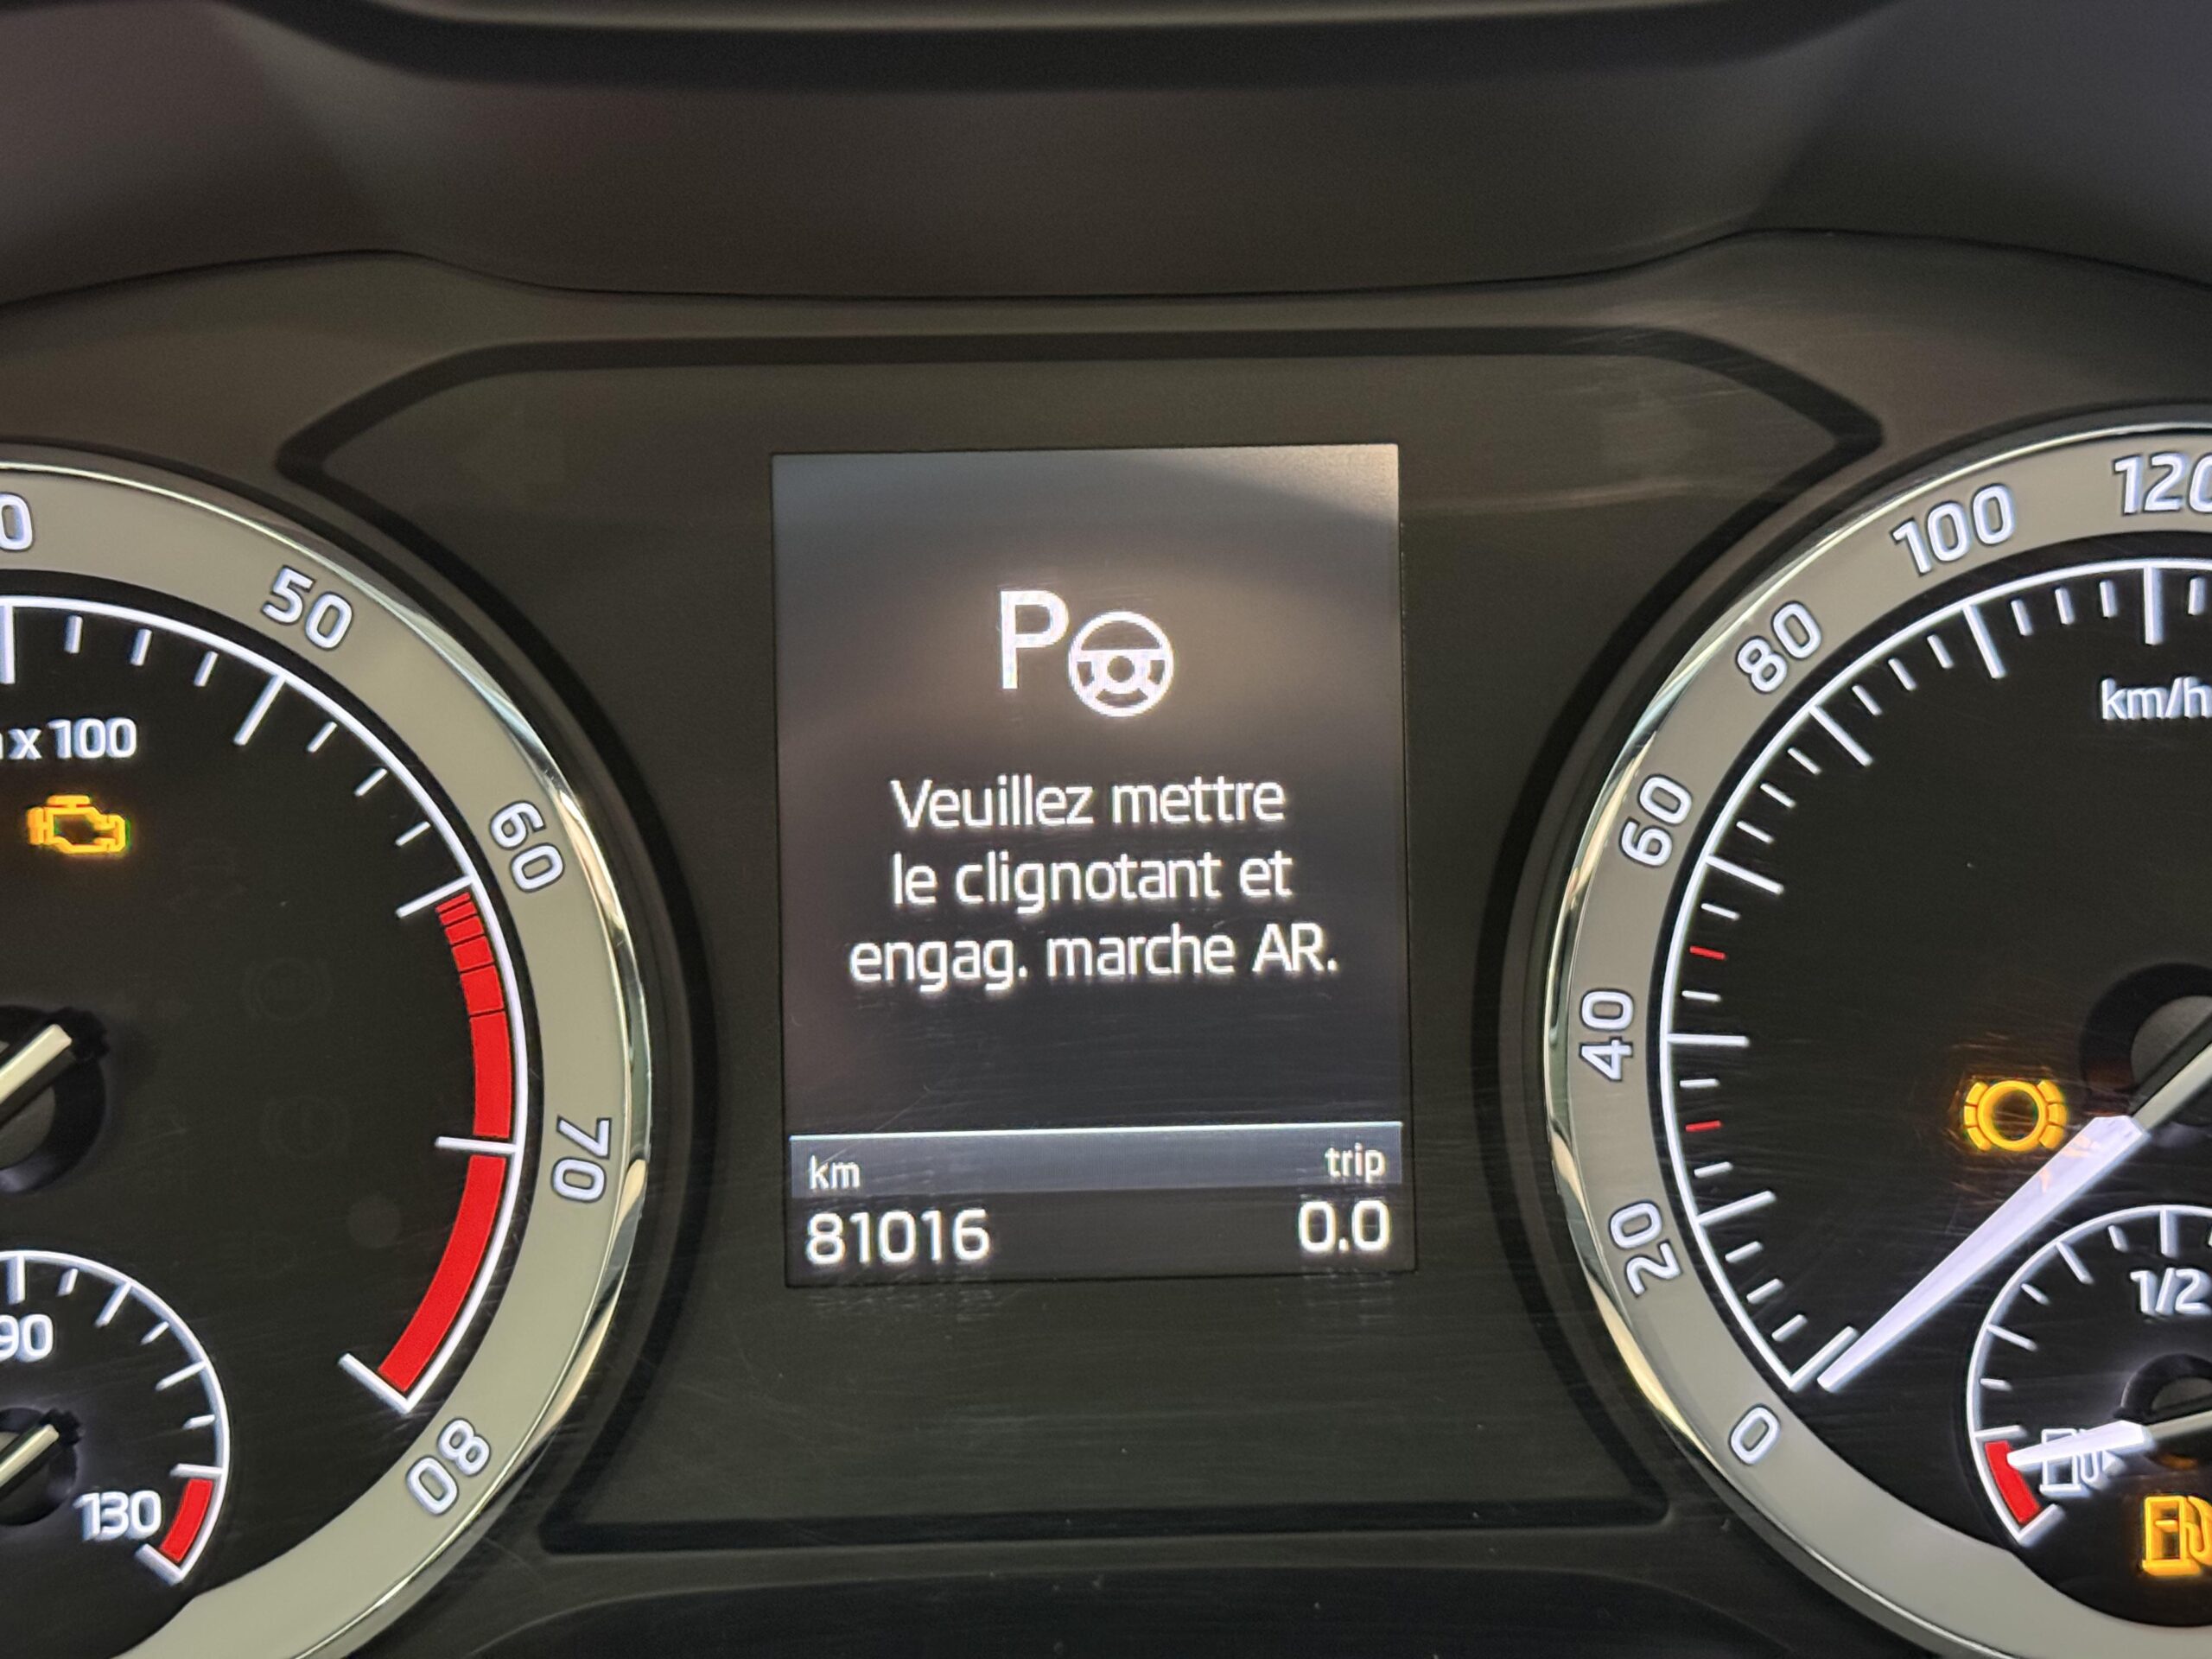 50
60
70
80
x 100
90
130
P
Veuillez mettre
le clignotant et
engag. marche AR.
km trip
81016 0.0
120
100
80
60
40
20
0
km/h
1/2